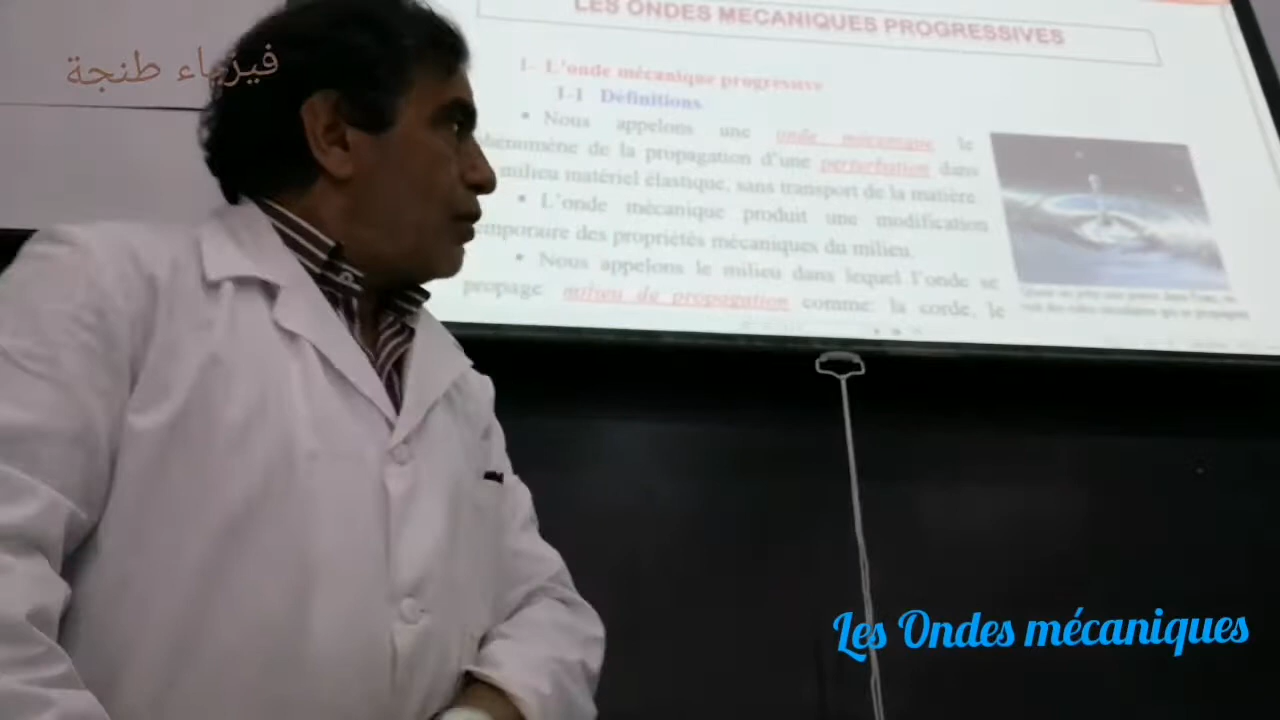 فيزياء طنجة
LES ONDES MECANIQUES PROGRESSIVES
1- L'onde mécanique progressive
1-1 Définitions
• Nous appelons une onde mécanique le
phénomène de la propagation d'une perturbation dans
milieu matériel élastique, sans transport de la matière.
• L'onde mécanique produit une modification
temporaire des propriétés mécaniques du milieu.
• Nous appelons le milieu dans lequel l'onde se
propage milieu de propagation comme: la corde, le
Les Ondes mécaniques